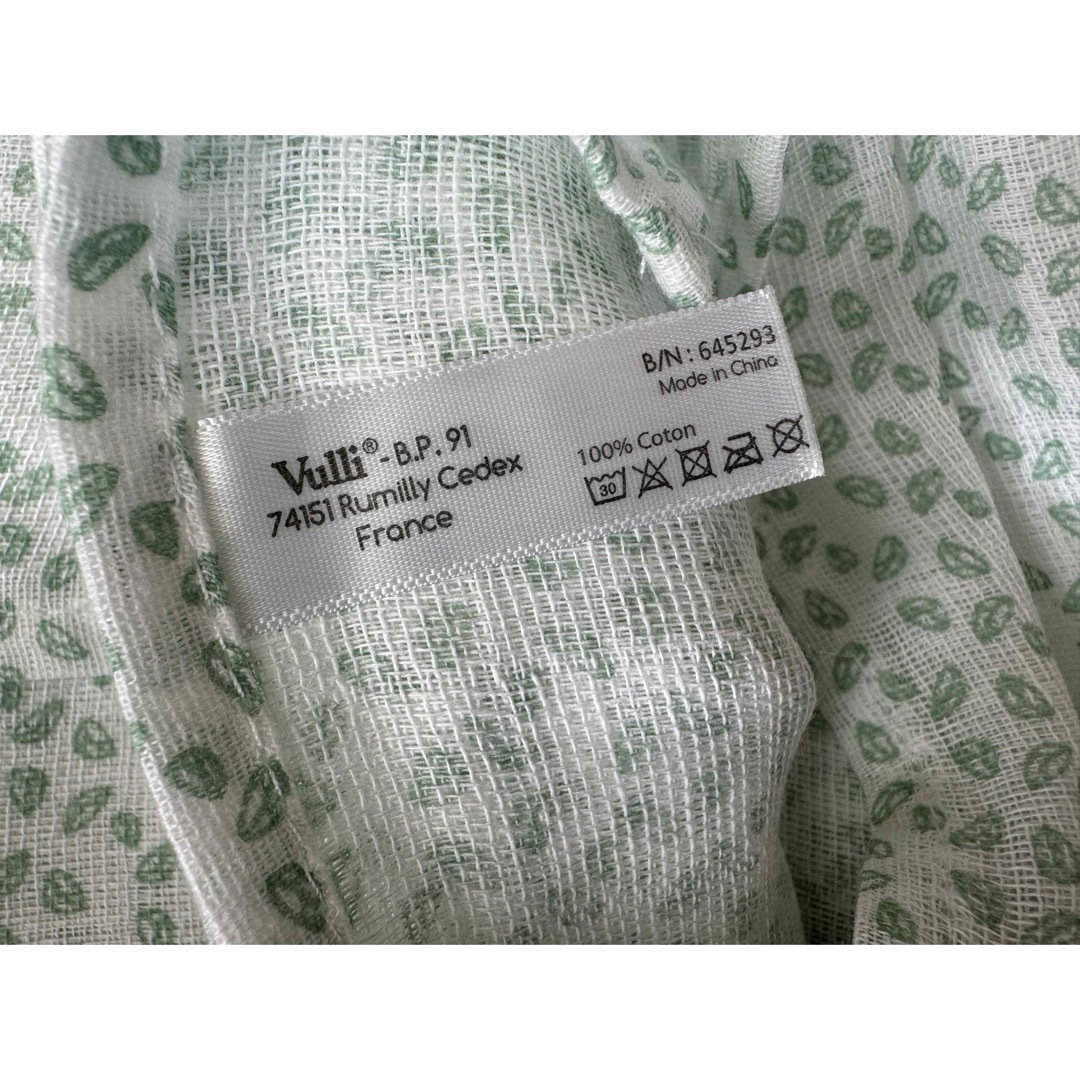 Vulli® - B.P. 91
74151 Rumilly Cedex
France
B/N : 645293
Made in China
100% Coton
30